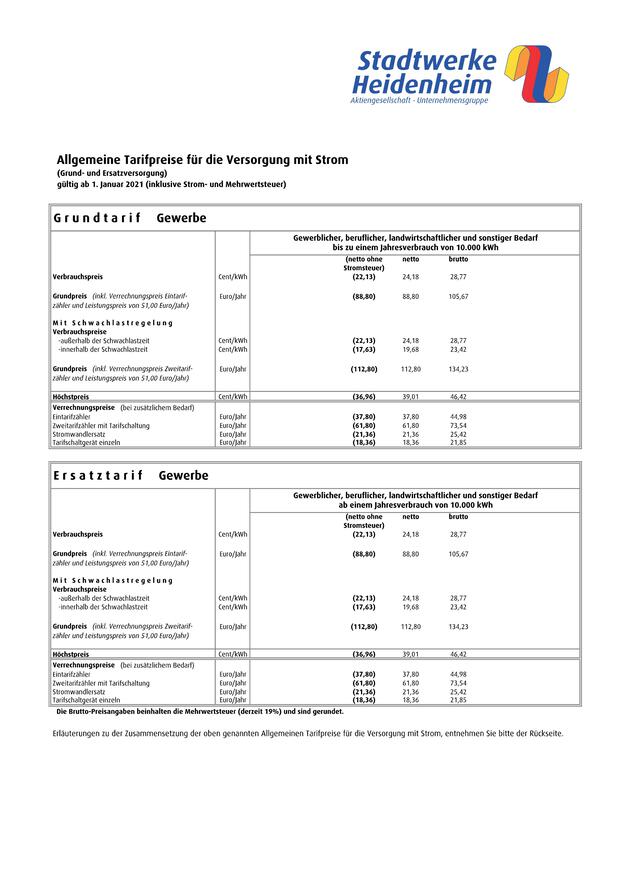 Stadtwerke
Heidenheim
Aktiengesellschaft - Unternehmensgruppe
Allgemeine Tarifpreise für die Versorgung mit Strom
(Grund- und Ersatzversorgung)
gültig ab 1. Januar 2021 (inklusive Strom- und Mehrwertsteuer)
Grundtarif Gewerbe
Gewerblicher, beruflicher, landwirtschaftlicher und sonstiger Bedarf
bis zu einem Jahresverbrauch von 10.000 kWh
(netto ohne Stromsteuer) netto brutto
Verbrauchspreis Cent/kWh (22,13) 24,18 28,77
Grundpreis (inkl. Verrechnungspreis Eintarif- Euro/Jahr (88,80) 88,80 105,67
zähler und Leistungspreis von 51,00 Euro/Jahr)
Mit Schwachlastregelung
Verbrauchspreise
-außerhalb der Schwachlastzeit Cent/kWh (22,13) 24,18 28,77
-innerhalb der Schwachlastzeit Cent/kWh (17,63) 19,68 23,42
Grundpreis (inkl. Verrechnungspreis Zweitarif- Euro/Jahr (112,80) 112,80 134,23
zähler und Leistungspreis von 51,00 Euro/Jahr)
Höchstpreis Cent/kWh (36,96) 39,01 46,42
Verrechnungspreise (bei zusätzlichem Bedarf)
Eintarifzähler Euro/Jahr (37,80) 37,80 44,98
Zweitarifzähler mit Tarifschaltung Euro/Jahr (61,80) 61,80 73,54
Stromwandlersatz Euro/Jahr (21,36) 21,36 25,42
Tarifschaltgerät einzeln Euro/Jahr (18,36) 18,36 21,85
Ersatztarif Gewerbe
Gewerblicher, beruflicher, landwirtschaftlicher und sonstiger Bedarf
ab einem Jahresverbrauch von 10.000 kWh
(netto ohne Stromsteuer) netto brutto
Verbrauchspreis Cent/kWh (22,13) 24,18 28,77
Grundpreis (inkl. Verrechnungspreis Eintarif- Euro/Jahr (88,80) 88,80 105,67
zähler und Leistungspreis von 51,00 Euro/Jahr)
Mit Schwachlastregelung
Verbrauchspreise
-außerhalb der Schwachlastzeit Cent/kWh (22,13) 24,18 28,77
-innerhalb der Schwachlastzeit Cent/kWh (17,63) 19,68 23,42
Grundpreis (inkl. Verrechnungspreis Zweitarif- Euro/Jahr (112,80) 112,80 134,23
zähler und Leistungspreis von 51,00 Euro/Jahr)
Höchstpreis Cent/kWh (36,96) 39,01 46,42
Verrechnungspreise (bei zusätzlichem Bedarf)
Eintarifzähler Euro/Jahr (37,80) 37,80 44,98
Zweitarifzähler mit Tarifschaltung Euro/Jahr (61,80) 61,80 73,54
Stromwandlersatz Euro/Jahr (21,36) 21,36 25,42
Tarifschaltgerät einzeln Euro/Jahr (18,36) 18,36 21,85
Die Brutto-Preisangaben beinhalten die Mehrwertsteuer (derzeit 19%) und sind gerundet.
Erläuterungen zu der Zusammensetzung der oben genannten Allgemeinen Tarifpreise für die Versorgung mit Strom, entnehmen Sie bitte der Rückseite.